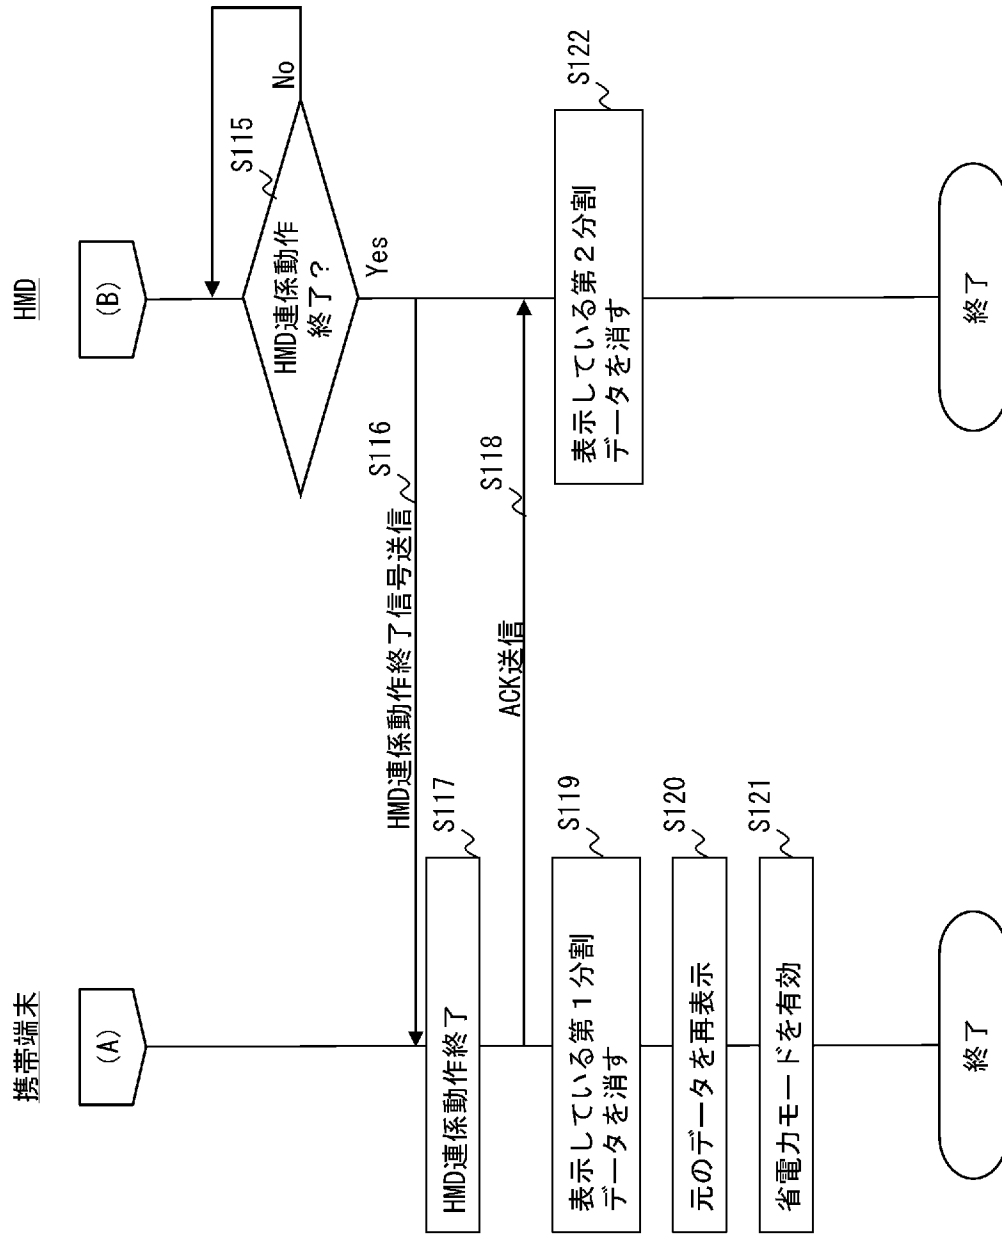 携帯端末
HMD
(A)
(B)
S115
HMD連係動作
終了?
No
Yes
S116
HMD連係動作終了信号送信
S117
HMD連係動作終了
S118
ACK送信
S119
表示している第1分割
データを消す
S122
表示している第2分割
データを消す
S120
元のデータを再表示
S121
省電力モードを有効
終了
終了